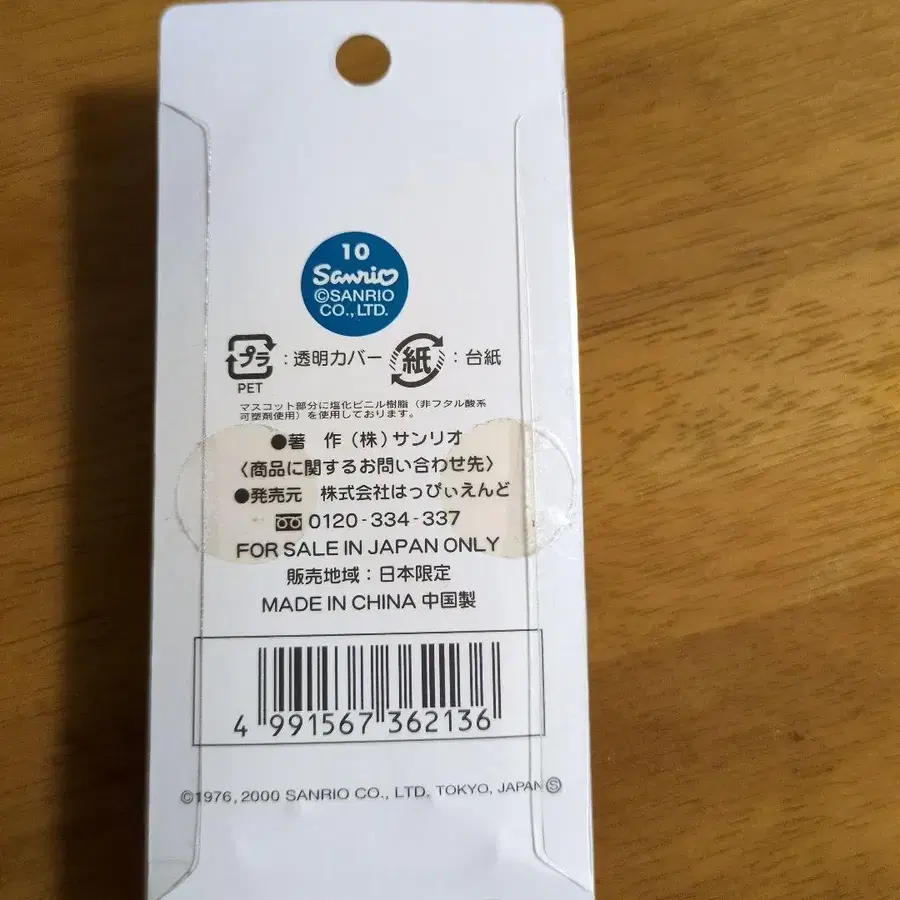 10
Sanrio
©SANRIO
CO.,LTD.
プラ：透明カバー 紙：台紙
PET
マスコット部分に塩化ビニル樹脂（非フタル酸系
可塑剤使用）を使用しております。
●著 作（株）サンリオ
〈商品に関するお問い合わせ先〉
●発売元 株式会社はっぴぃえんど
0120-334-337
FOR SALE IN JAPAN ONLY
販売地域：日本限定
MADE IN CHINA 中国製
4 991567 362136
©1976, 2000 SANRIO CO., LTD. TOKYO, JAPAN Ⓢ